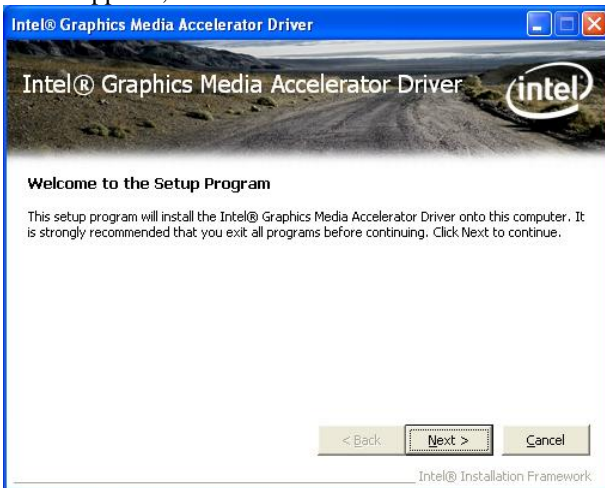 Intel® Graphics Media Accelerator Driver
Intel® Graphics Media Accelerator Driver
intel®
Welcome to the Setup Program
This setup program will install the Intel® Graphics Media Accelerator Driver onto this computer. It
is strongly recommended that you exit all programs before continuing. Click Next to continue.
< Back Next > Cancel
Intel® Installation Framework